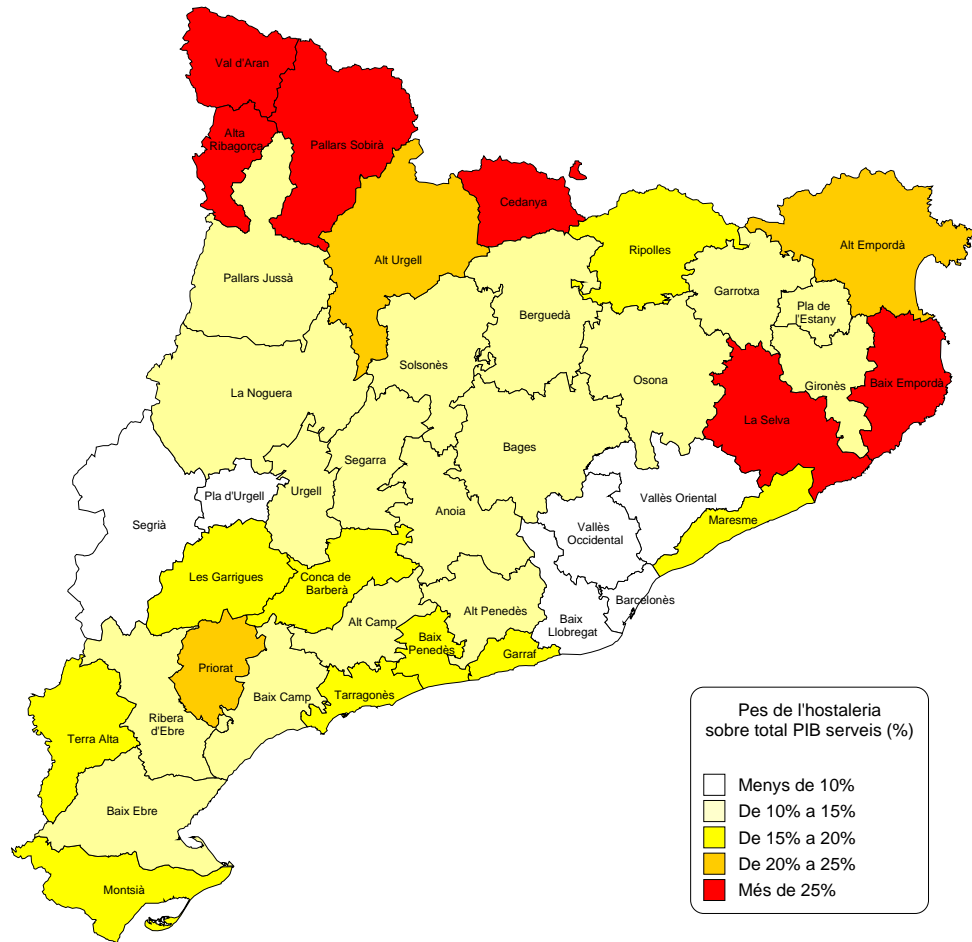 Val d'Aran
Alta
Ribagorça
Pallars Sobirà
Cedanya
Ripolles
Alt Empordà
Alt Urgell
Pallars Jussà
Garrotxa
Pla de
l'Estany
Berguedà
Solsonès
Osona
Gironès
Baix Empordà
La Noguera
La Selva
Bages
Segarra
Urgell
Pla d'Urgell
Anoia
Vallès Oriental
Segrià
Vallès
Occidental
Maresme
Les Garrigues
Conca de
Barberà
Barcelonès
Alt Penedès
Alt Camp
Baix
Llobregat
Baix
Penedès
Garraf
Priorat
Baix Camp
Tarragonès
Ribera
d'Ebre
Terra Alta
Baix Ebre
Montsià
Pes de l'hostaleria
sobre total PIB serveis (%)
Menys de 10%
De 10% a 15%
De 15% a 20%
De 20% a 25%
Més de 25%